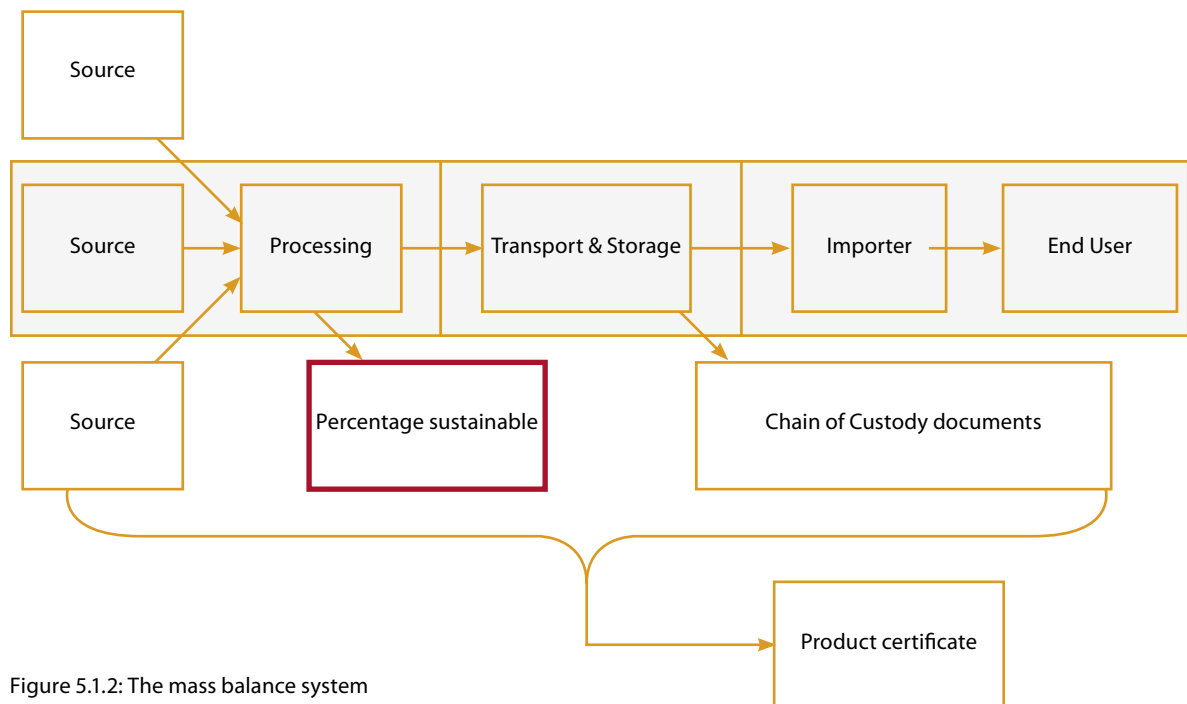 Source
Source
Processing
Transport & Storage
Importer
End User
Source
Percentage sustainable
Chain of Custody documents
Product certificate
Figure 5.1.2: The mass balance system